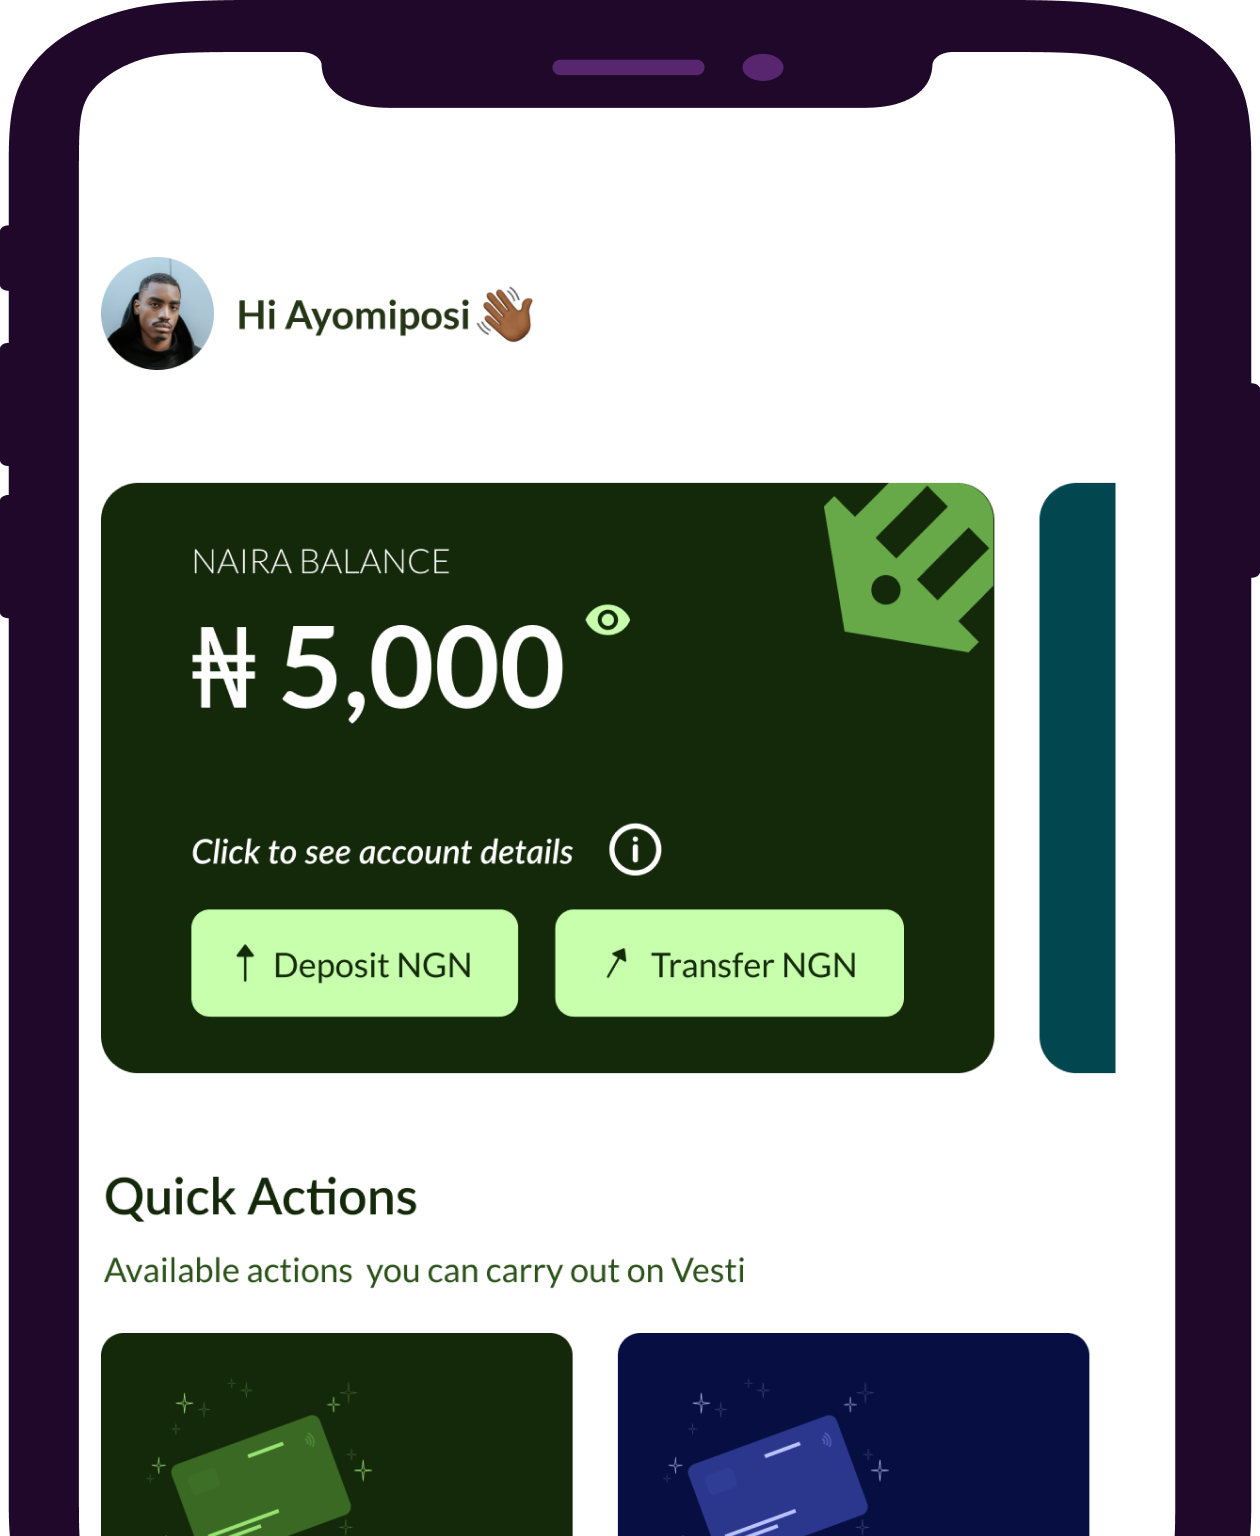 Hi Ayomiposi 👋🏾
NAIRA BALANCE
₦ 5,000
Click to see account details
Deposit NGN
Transfer NGN
Quick Actions
Available actions  you can carry out on Vesti